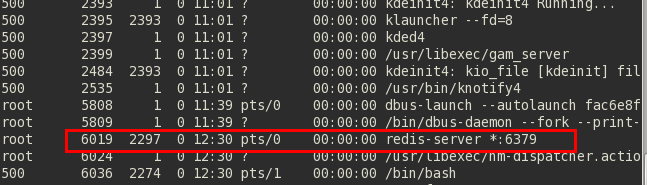 500 2393 1 0 11:01 ? 00:00:00 kdeinit4: kdeinit4 Running...
500 2395 2393 0 11:01 ? 00:00:00 klauncher --fd=8
500 2397 1 0 11:01 ? 00:00:00 kded4
500 2399 1 0 11:01 ? 00:00:00 /usr/libexec/gam_server
500 2484 2393 0 11:01 ? 00:00:00 kdeinit4: kio_file [kdeinit] fil
500 2535 1 0 11:01 ? 00:00:00 /usr/bin/knotify4
root 5808 1 0 11:39 pts/0 00:00:00 dbus-launch --autolaunch fac6e8f
root 5809 1 0 11:39 ? 00:00:00 /bin/dbus-daemon --fork --print-
root 6019 2297 0 12:30 pts/0 00:00:00 redis-server *:6379
root 6024 1 0 12:30 ? 00:00:00 /usr/libexec/nm-dispatcher.actio
500 6036 2274 0 12:30 pts/1 00:00:00 /bin/bash